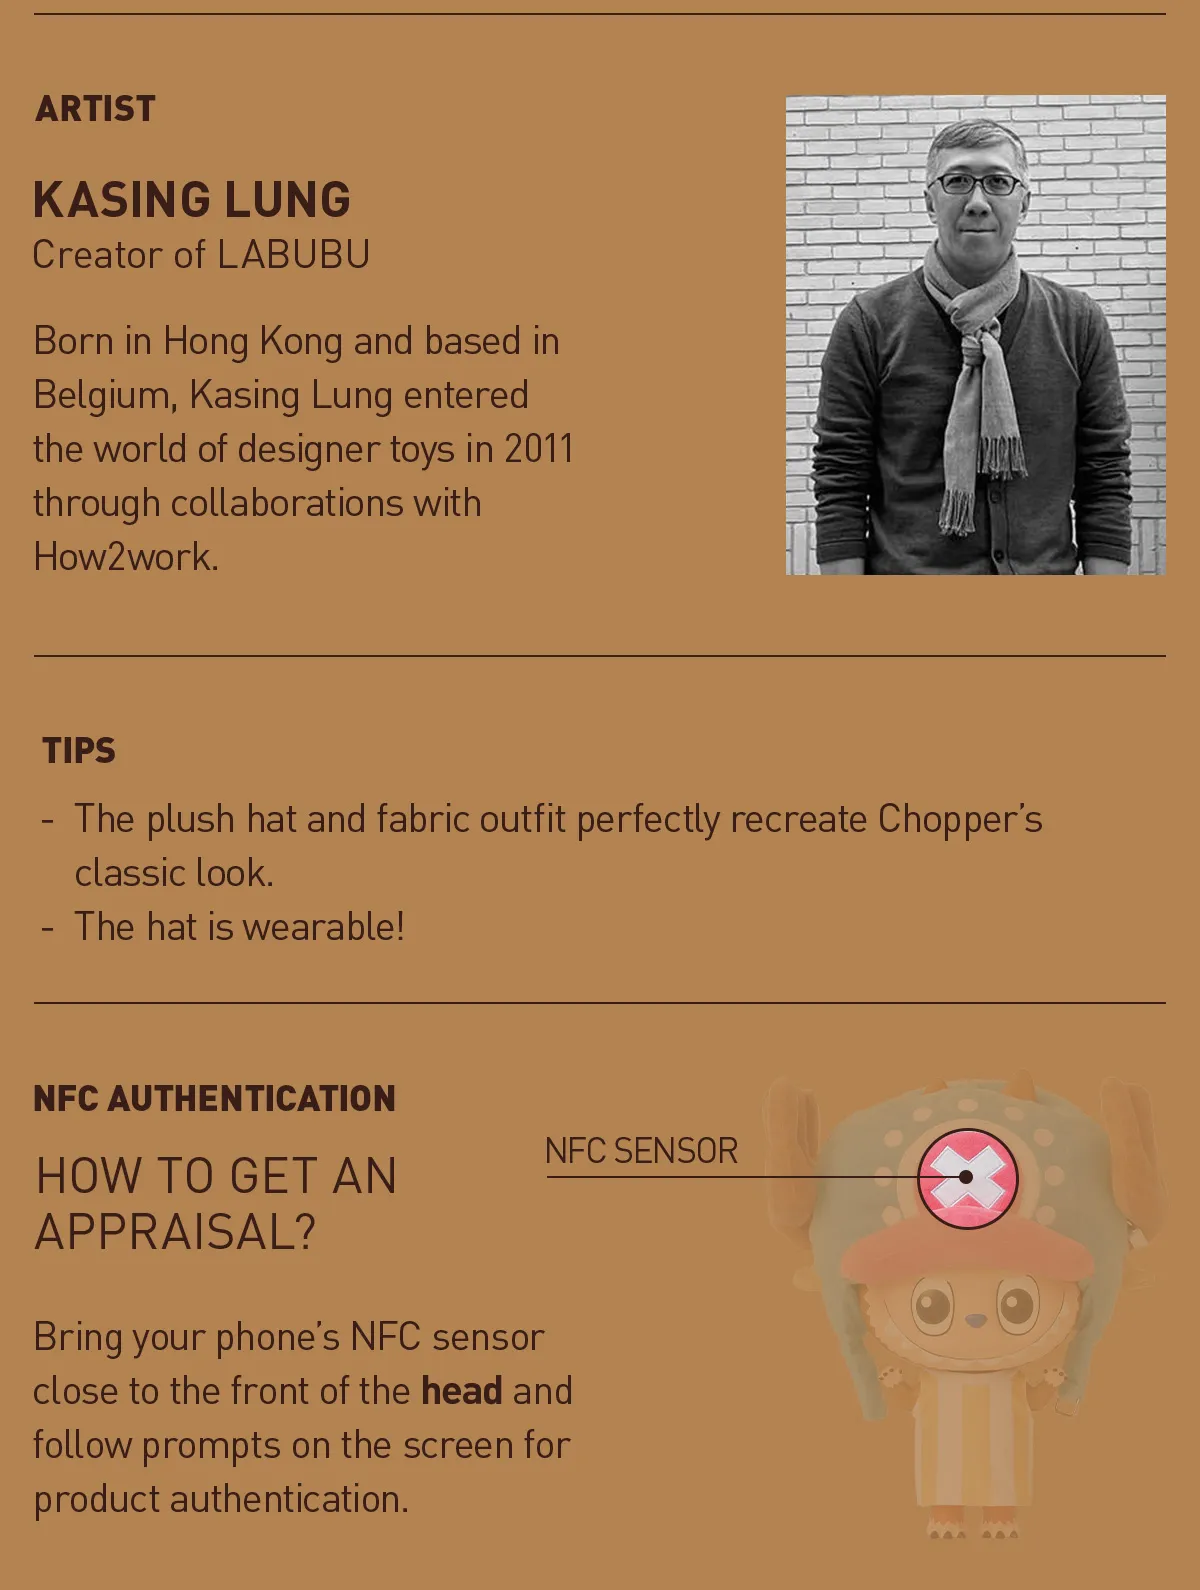 ARTIST
KASING LUNG
Creator of LABUBU
Born in Hong Kong and based in
Belgium, Kasing Lung entered
the world of designer toys in 2011
through collaborations with
How2work.
TIPS
- The plush hat and fabric outfit perfectly recreate Chopper’s
classic look.
- The hat is wearable!
NFC AUTHENTICATION
HOW TO GET AN
APPRAISAL?
NFC SENSOR
Bring your phone’s NFC sensor
close to the front of the head and
follow prompts on the screen for
product authentication.